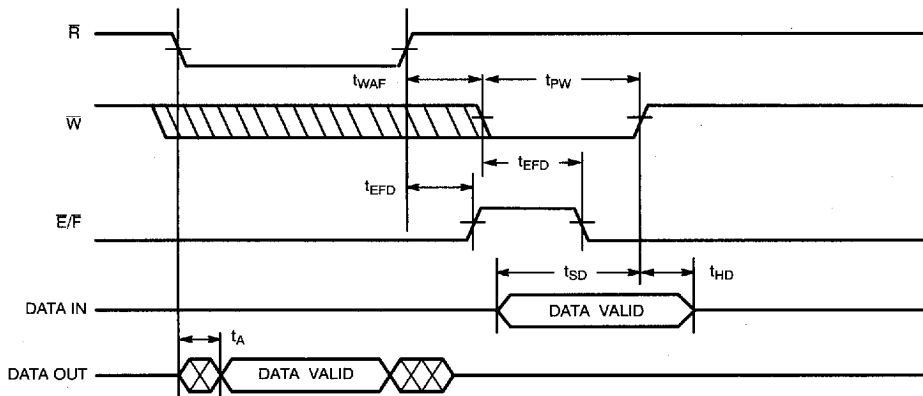 R̅
tWAF
tPW
W̅
tEFD
tEFD
E̅/F̅
tSD
tHD
DATA IN
DATA VALID
tA
DATA OUT
DATA VALID